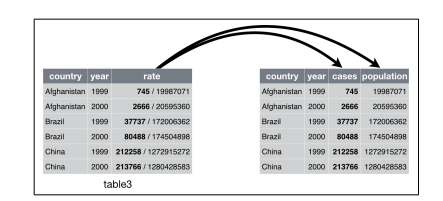 country year rate
Afghanistan 1999 745 / 19987071
Afghanistan 2000 2666 / 20595360
Brazil 1999 37737 / 172006362
Brazil 2000 80488 / 174504898
China 1999 212258 / 1272915272
China 2000 213766 / 1280428583
table3
country year cases population
Afghanistan 1999 745 19987071
Afghanistan 2000 2666 20595360
Brazil 1999 37737 172006362
Brazil 2000 80488 174504898
China 1999 212258 1272915272
China 2000 213766 1280428583